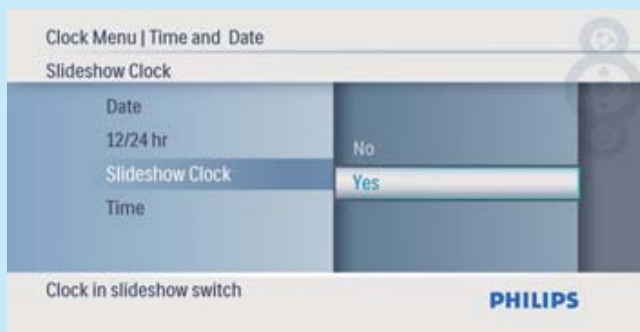 Clock Menu | Time and Date
Slideshow Clock
Date
12/24 hr
Slideshow Clock
Time
No
Yes
Clock in slideshow switch
PHILIPS